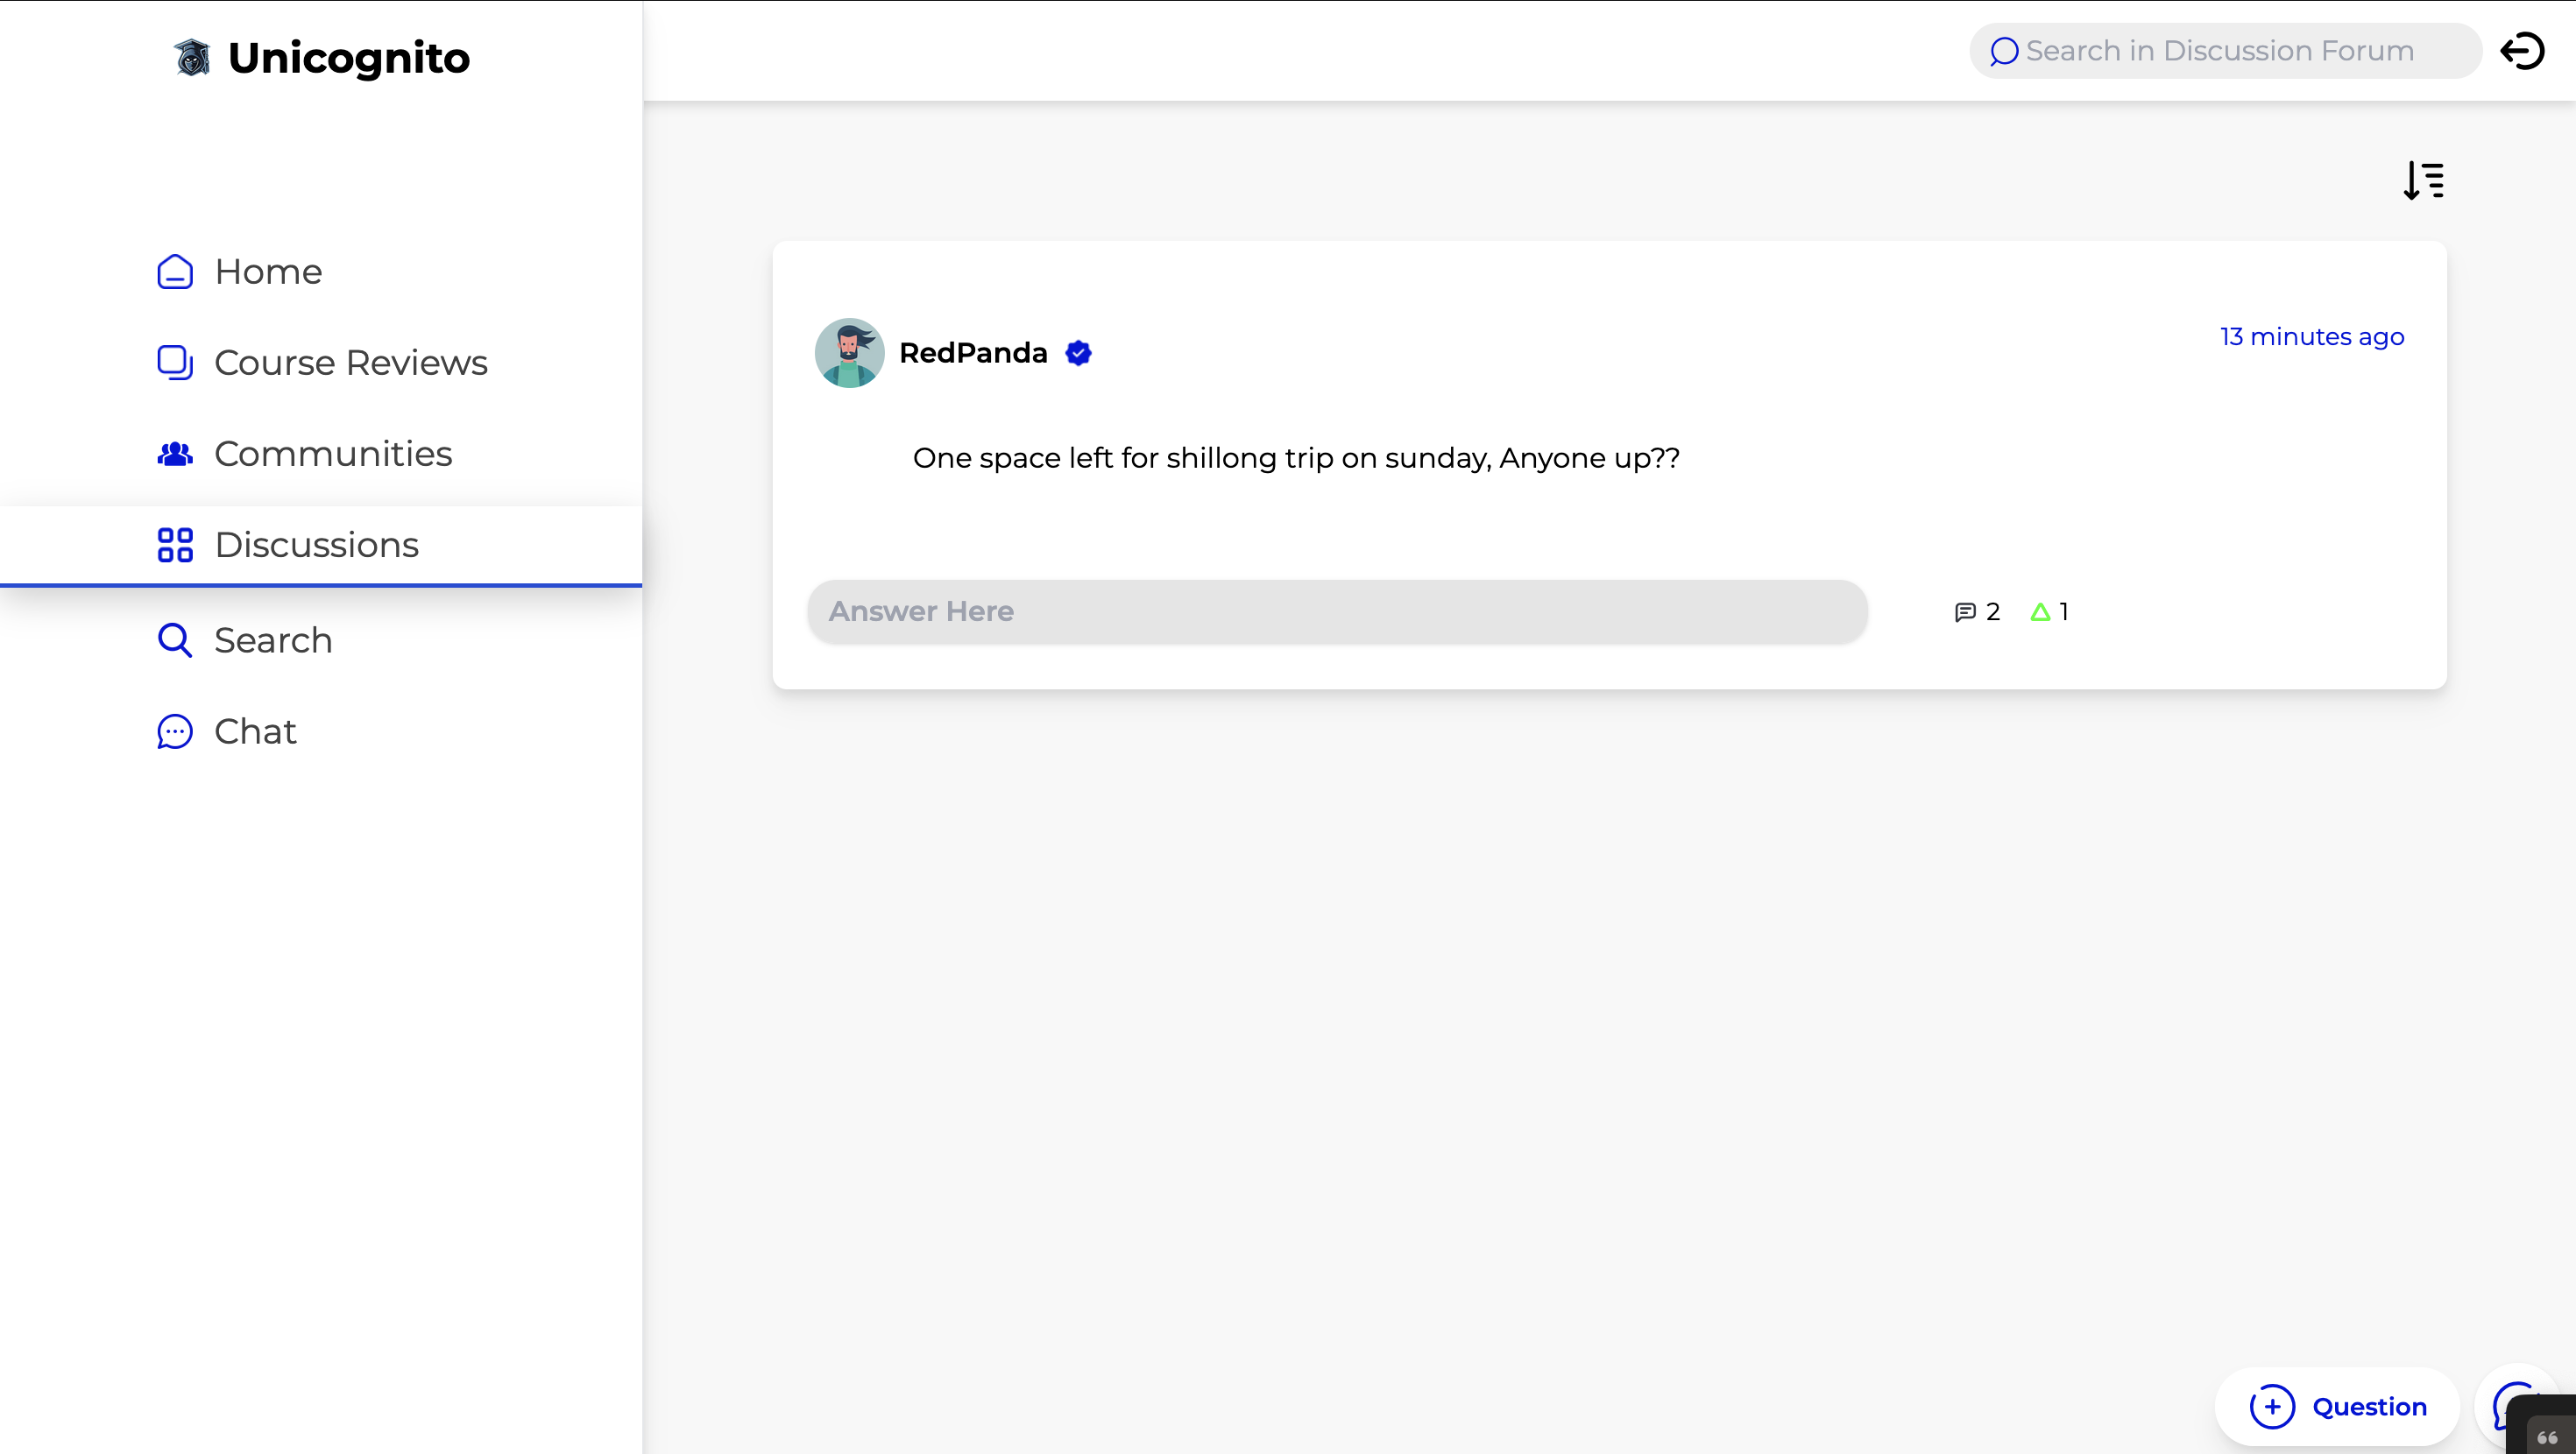 Unicognito
Search in Discussion Forum
Home
Course Reviews
Communities
Discussions
Search
Chat
RedPanda
13 minutes ago
One space left for shillong trip on sunday, Anyone up??
Answer Here
2
1
Question